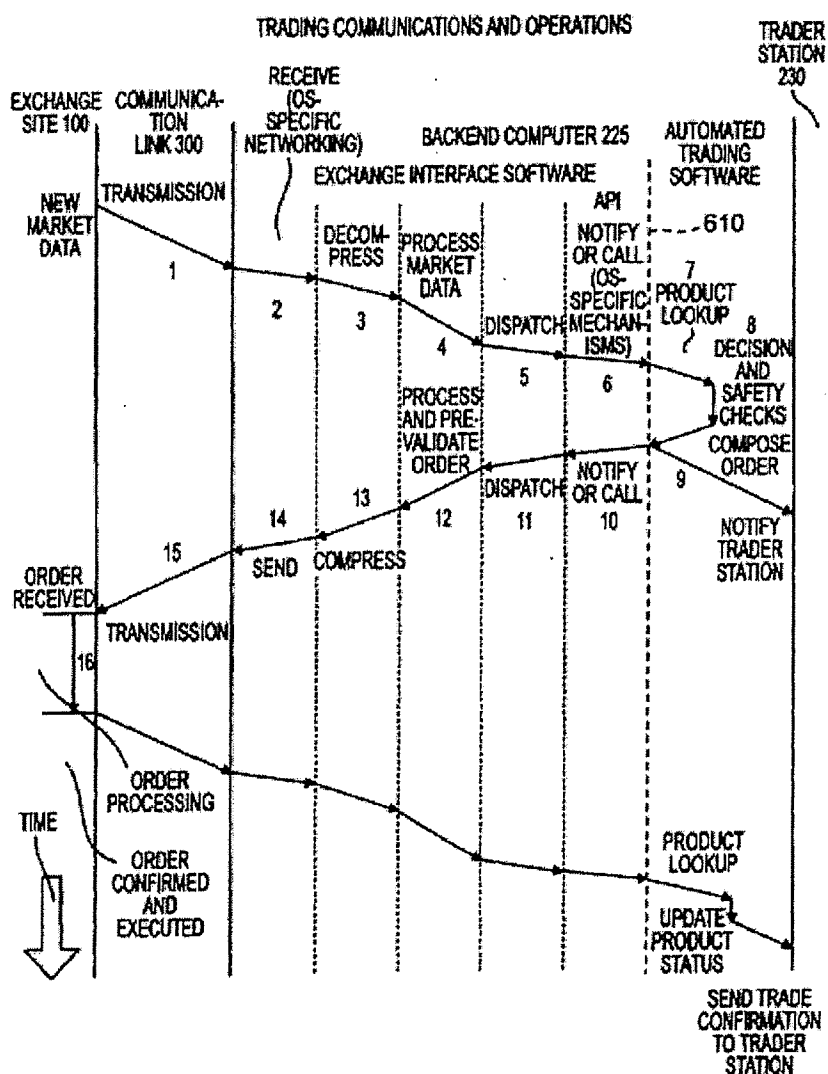 TRADING COMMUNICATIONS AND OPERATIONS
TRADER
STATION
230
EXCHANGE
SITE 100
COMMUNICA-
TION
LINK 300
RECEIVE
(OS-
SPECIFIC
NETWORKING)
BACKEND COMPUTER 225
EXCHANGE INTERFACE SOFTWARE
AUTOMATED
TRADING
SOFTWARE
API
NEW
MARKET
DATA
TRANSMISSION
1
2
DECOM-
PRESS
3
PROCESS
MARKET
DATA
4
DISPATCH
5
NOTIFY
OR CALL
(OS-
SPECIFIC
MECHAN-
ISMS)
6
610
7
PRODUCT
LOOKUP
8
DECISION
AND
SAFETY
CHECKS
COMPOSE
ORDER
9
NOTIFY
TRADER
STATION
NOTIFY
OR CALL
10
DISPATCH
11
PROCESS
AND PRE-
VALIDATE
ORDER
12
13
COMPRESS
14
SEND
15
TRANSMISSION
ORDER
RECEIVED
16
ORDER
PROCESSING
TIME
ORDER
CONFIRMED
AND
EXECUTED
PRODUCT
LOOKUP
UPDATE
PRODUCT
STATUS
SEND TRADE
CONFIRMATION
TO TRADER
STATION